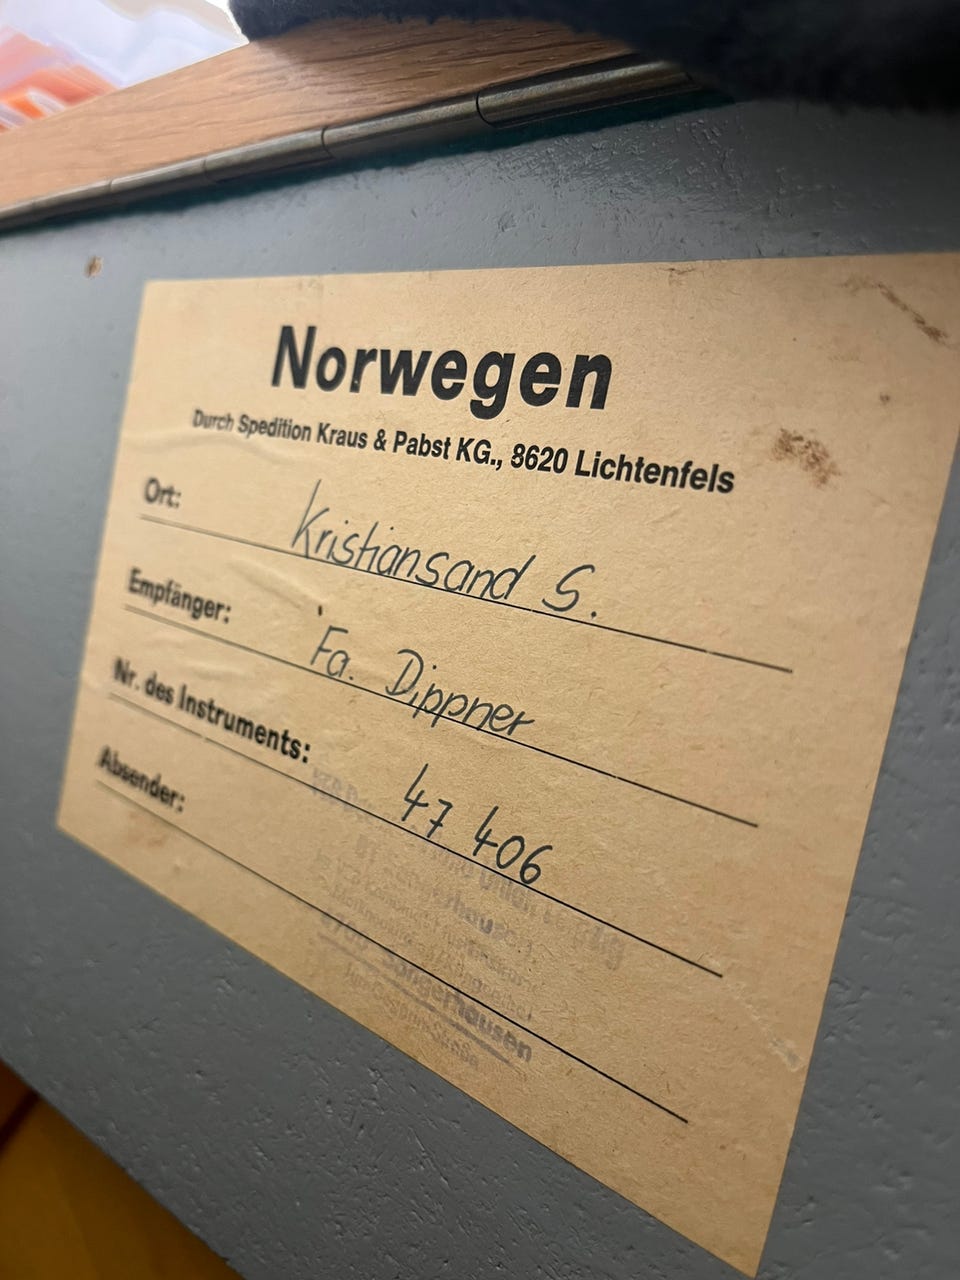 Norwegen
Durch Spedition Kraus & Pabst KG., 8620 Lichtenfels
Ort: Kristiansand S.
Empfänger: Fa. Dippner
Nr. des Instruments: 47 406
Absender:
Sangerhausen